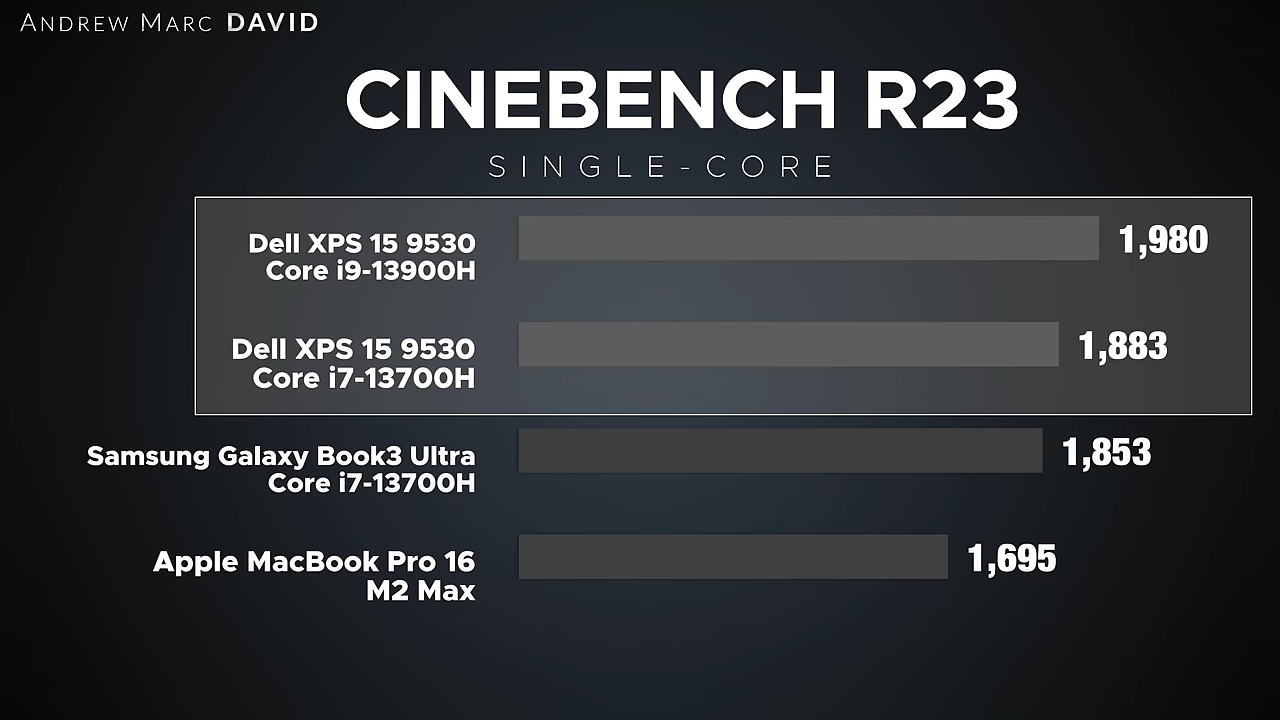 ANDREW MARC DAVID
CINEBENCH R23
SINGLE-CORE
Dell XPS 15 9530
Core i9-13900H
1,980
Dell XPS 15 9530
Core i7-13700H
1,883
Samsung Galaxy Book3 Ultra
Core i7-13700H
1,853
Apple MacBook Pro 16
M2 Max
1,695